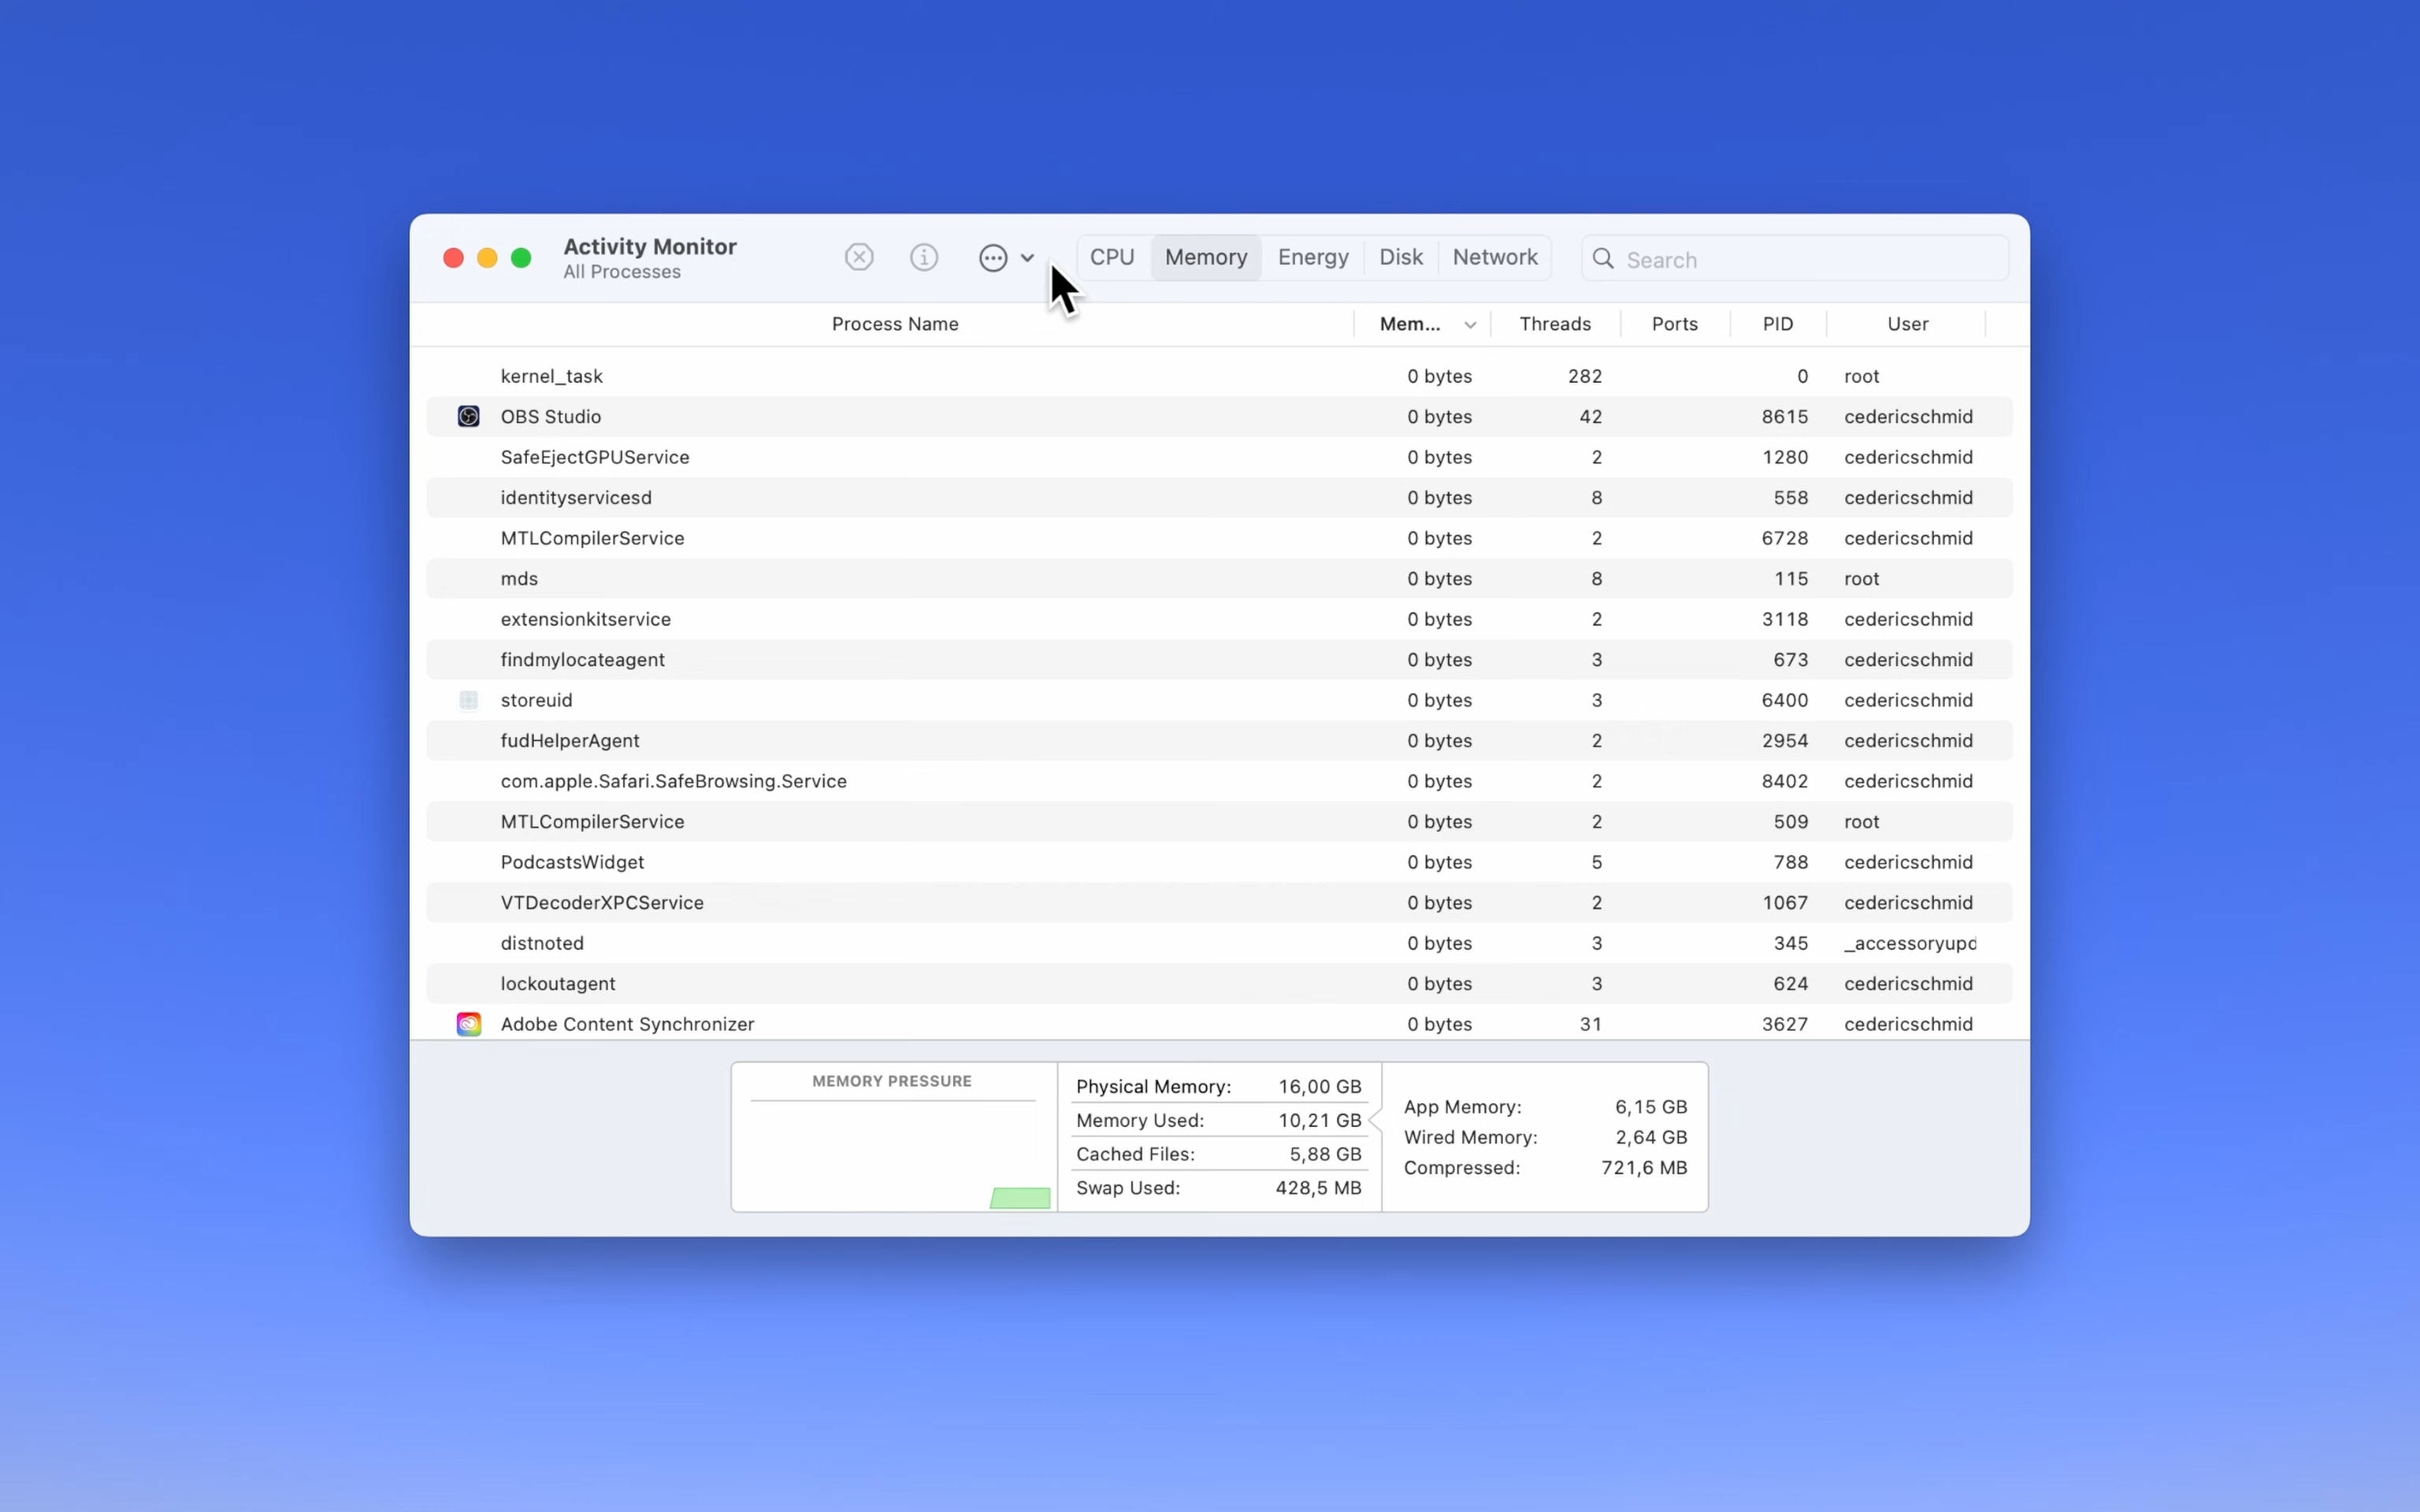 Activity Monitor
All Processes
CPU Memory Energy Disk Network
Search
Process Name Mem... Threads Ports PID User
kernel_task 0 bytes 282 0 root
OBS Studio 0 bytes 42 8615 cedericschmid
SafeEjectGPUService 0 bytes 2 1280 cedericschmid
identityservicesd 0 bytes 8 558 cedericschmid
MTLCompilerService 0 bytes 2 6728 cedericschmid
mds 0 bytes 8 115 root
extensionkitservice 0 bytes 2 3118 cedericschmid
findmylocateagent 0 bytes 3 673 cedericschmid
storeuid 0 bytes 3 6400 cedericschmid
fudHelperAgent 0 bytes 2 2954 cedericschmid
com.apple.Safari.SafeBrowsing.Service 0 bytes 2 8402 cedericschmid
MTLCompilerService 0 bytes 2 509 root
PodcastsWidget 0 bytes 5 788 cedericschmid
VTDecoderXPCService 0 bytes 2 1067 cedericschmid
distnoted 0 bytes 3 345 _accessoryupd
lockoutagent 0 bytes 3 624 cedericschmid
Adobe Content Synchronizer 0 bytes 31 3627 cedericschmid
MEMORY PRESSURE
Physical Memory: 16,00 GB
Memory Used: 10,21 GB
Cached Files: 5,88 GB
Swap Used: 428,5 MB
App Memory: 6,15 GB
Wired Memory: 2,64 GB
Compressed: 721,6 MB